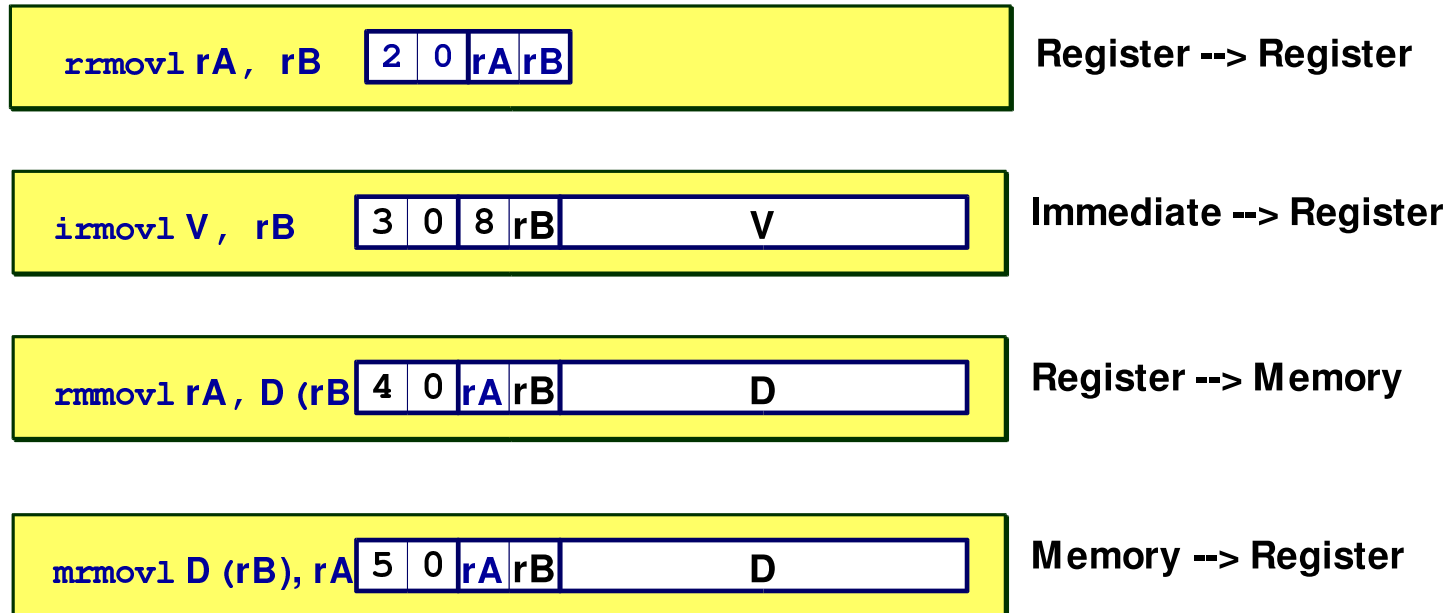 rrmovl rA, rB 2 0 rA rB Register --> Register
irmovl V, rB 3 0 8 rB V Immediate --> Register
rmmovl rA, D (rB 4 0 rA rB D Register --> Memory
mrmovl D (rB), rA 5 0 rA rB D Memory --> Register